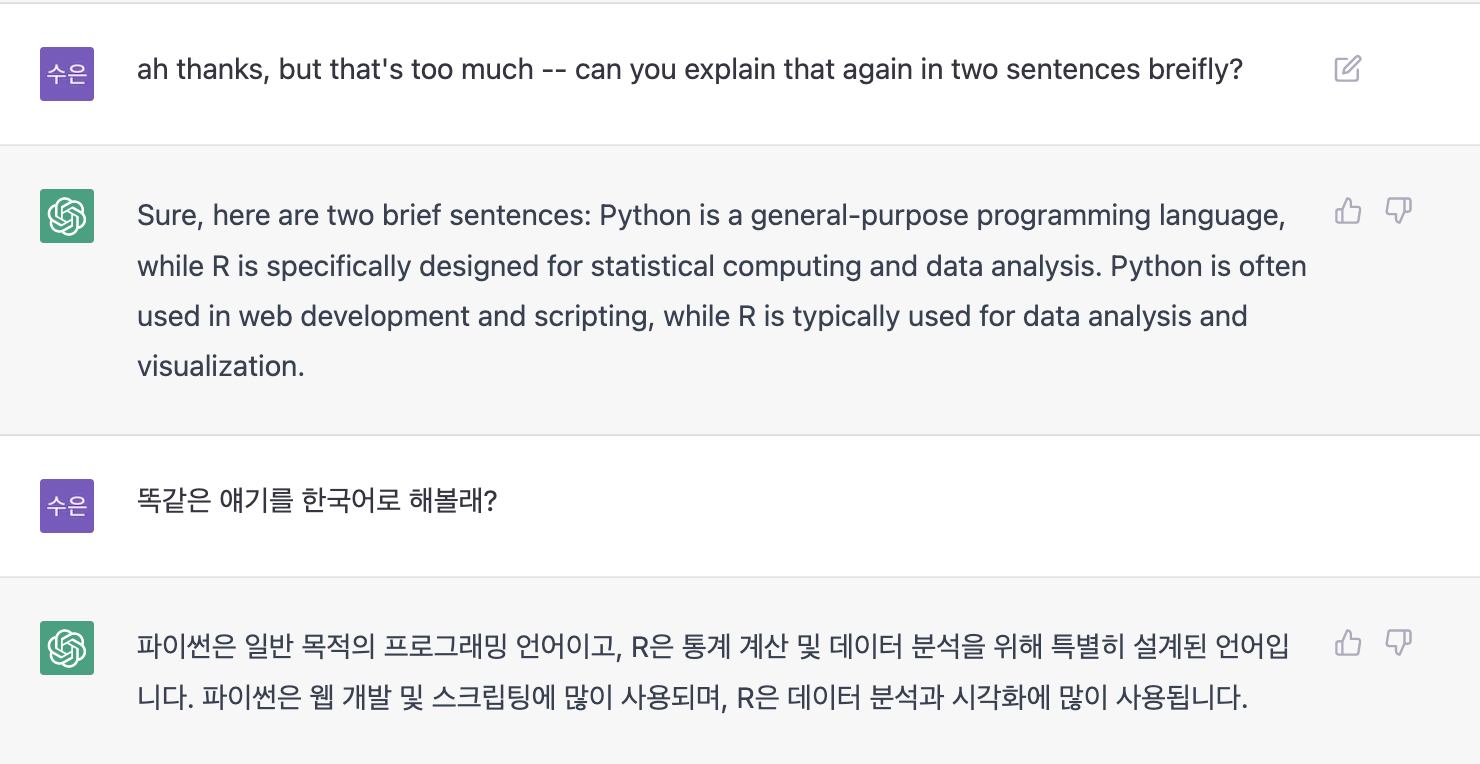 수은
ah thanks, but that's too much -- can you explain that again in two sentences breifly?
Sure, here are two brief sentences: Python is a general-purpose programming language,
while R is specifically designed for statistical computing and data analysis. Python is often
used in web development and scripting, while R is typically used for data analysis and
visualization.
수은
똑같은 얘기를 한국어로 해볼래?
파이썬은 일반 목적의 프로그래밍 언어이고, R은 통계 계산 및 데이터 분석을 위해 특별히 설계된 언어입
니다. 파이썬은 웹 개발 및 스크립팅에 많이 사용되며, R은 데이터 분석과 시각화에 많이 사용됩니다.